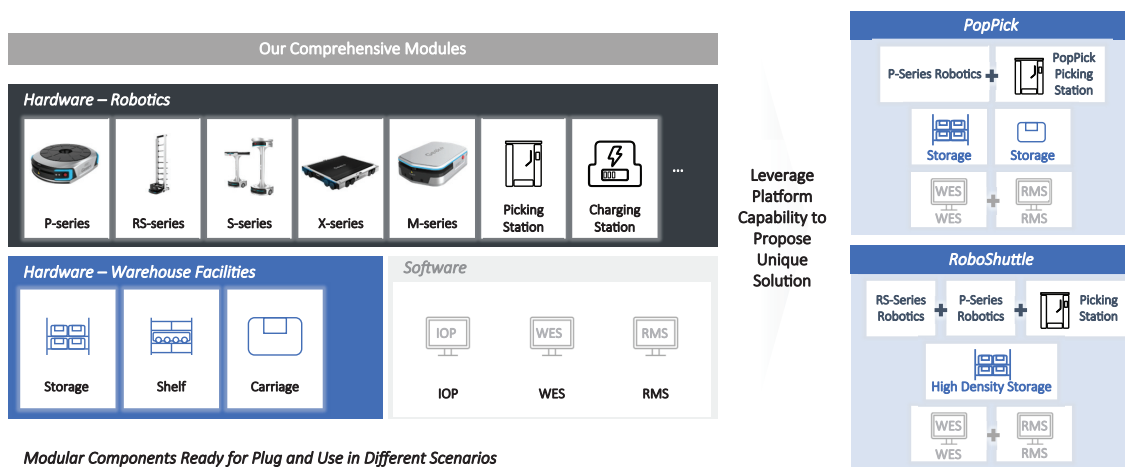 Our Comprehensive Modules
Hardware – Robotics
P-series
RS-series
S-series
X-series
M-series
Picking
Station
Charging
Station
...
Hardware – Warehouse Facilities
Storage
Shelf
Carriage
Software
IOP
WES
RMS
IOP
WES
RMS
Modular Components Ready for Plug and Use in Different Scenarios
Leverage
Platform
Capability to
Propose
Unique
Solution
PopPick
P-Series Robotics
+
PopPick
Picking
Station
Storage
Storage
WES
+
RMS
WES
RMS
RoboShuttle
RS-Series
Robotics
+
P-Series
Robotics
+
Picking
Station
High Density Storage
WES
+
RMS
WES
RMS